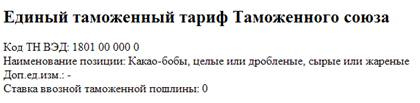 Единый таможенный тариф Таможенного союза
Код ТН ВЭД: 1801 00 000 0
Наименование позиции: Какао-бобы, целые или дробленые, сырые или жареные
Доп.ед.изм.: -
Ставка ввозной таможенной пошлины: 0